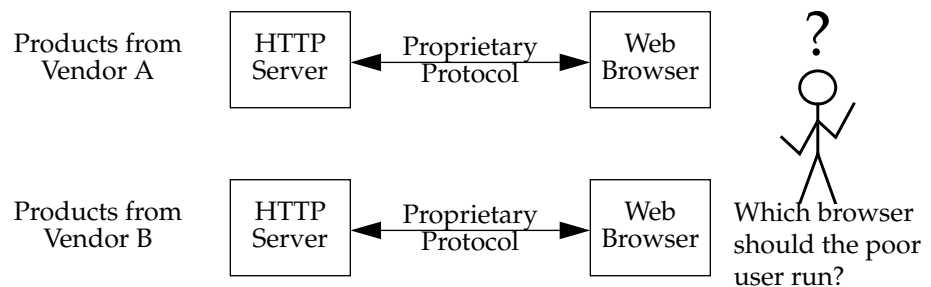 Products from
Vendor A
HTTP
Server
Proprietary
Protocol
Web
Browser
?
Products from
Vendor B
HTTP
Server
Proprietary
Protocol
Web
Browser
Which browser
should the poor
user run?